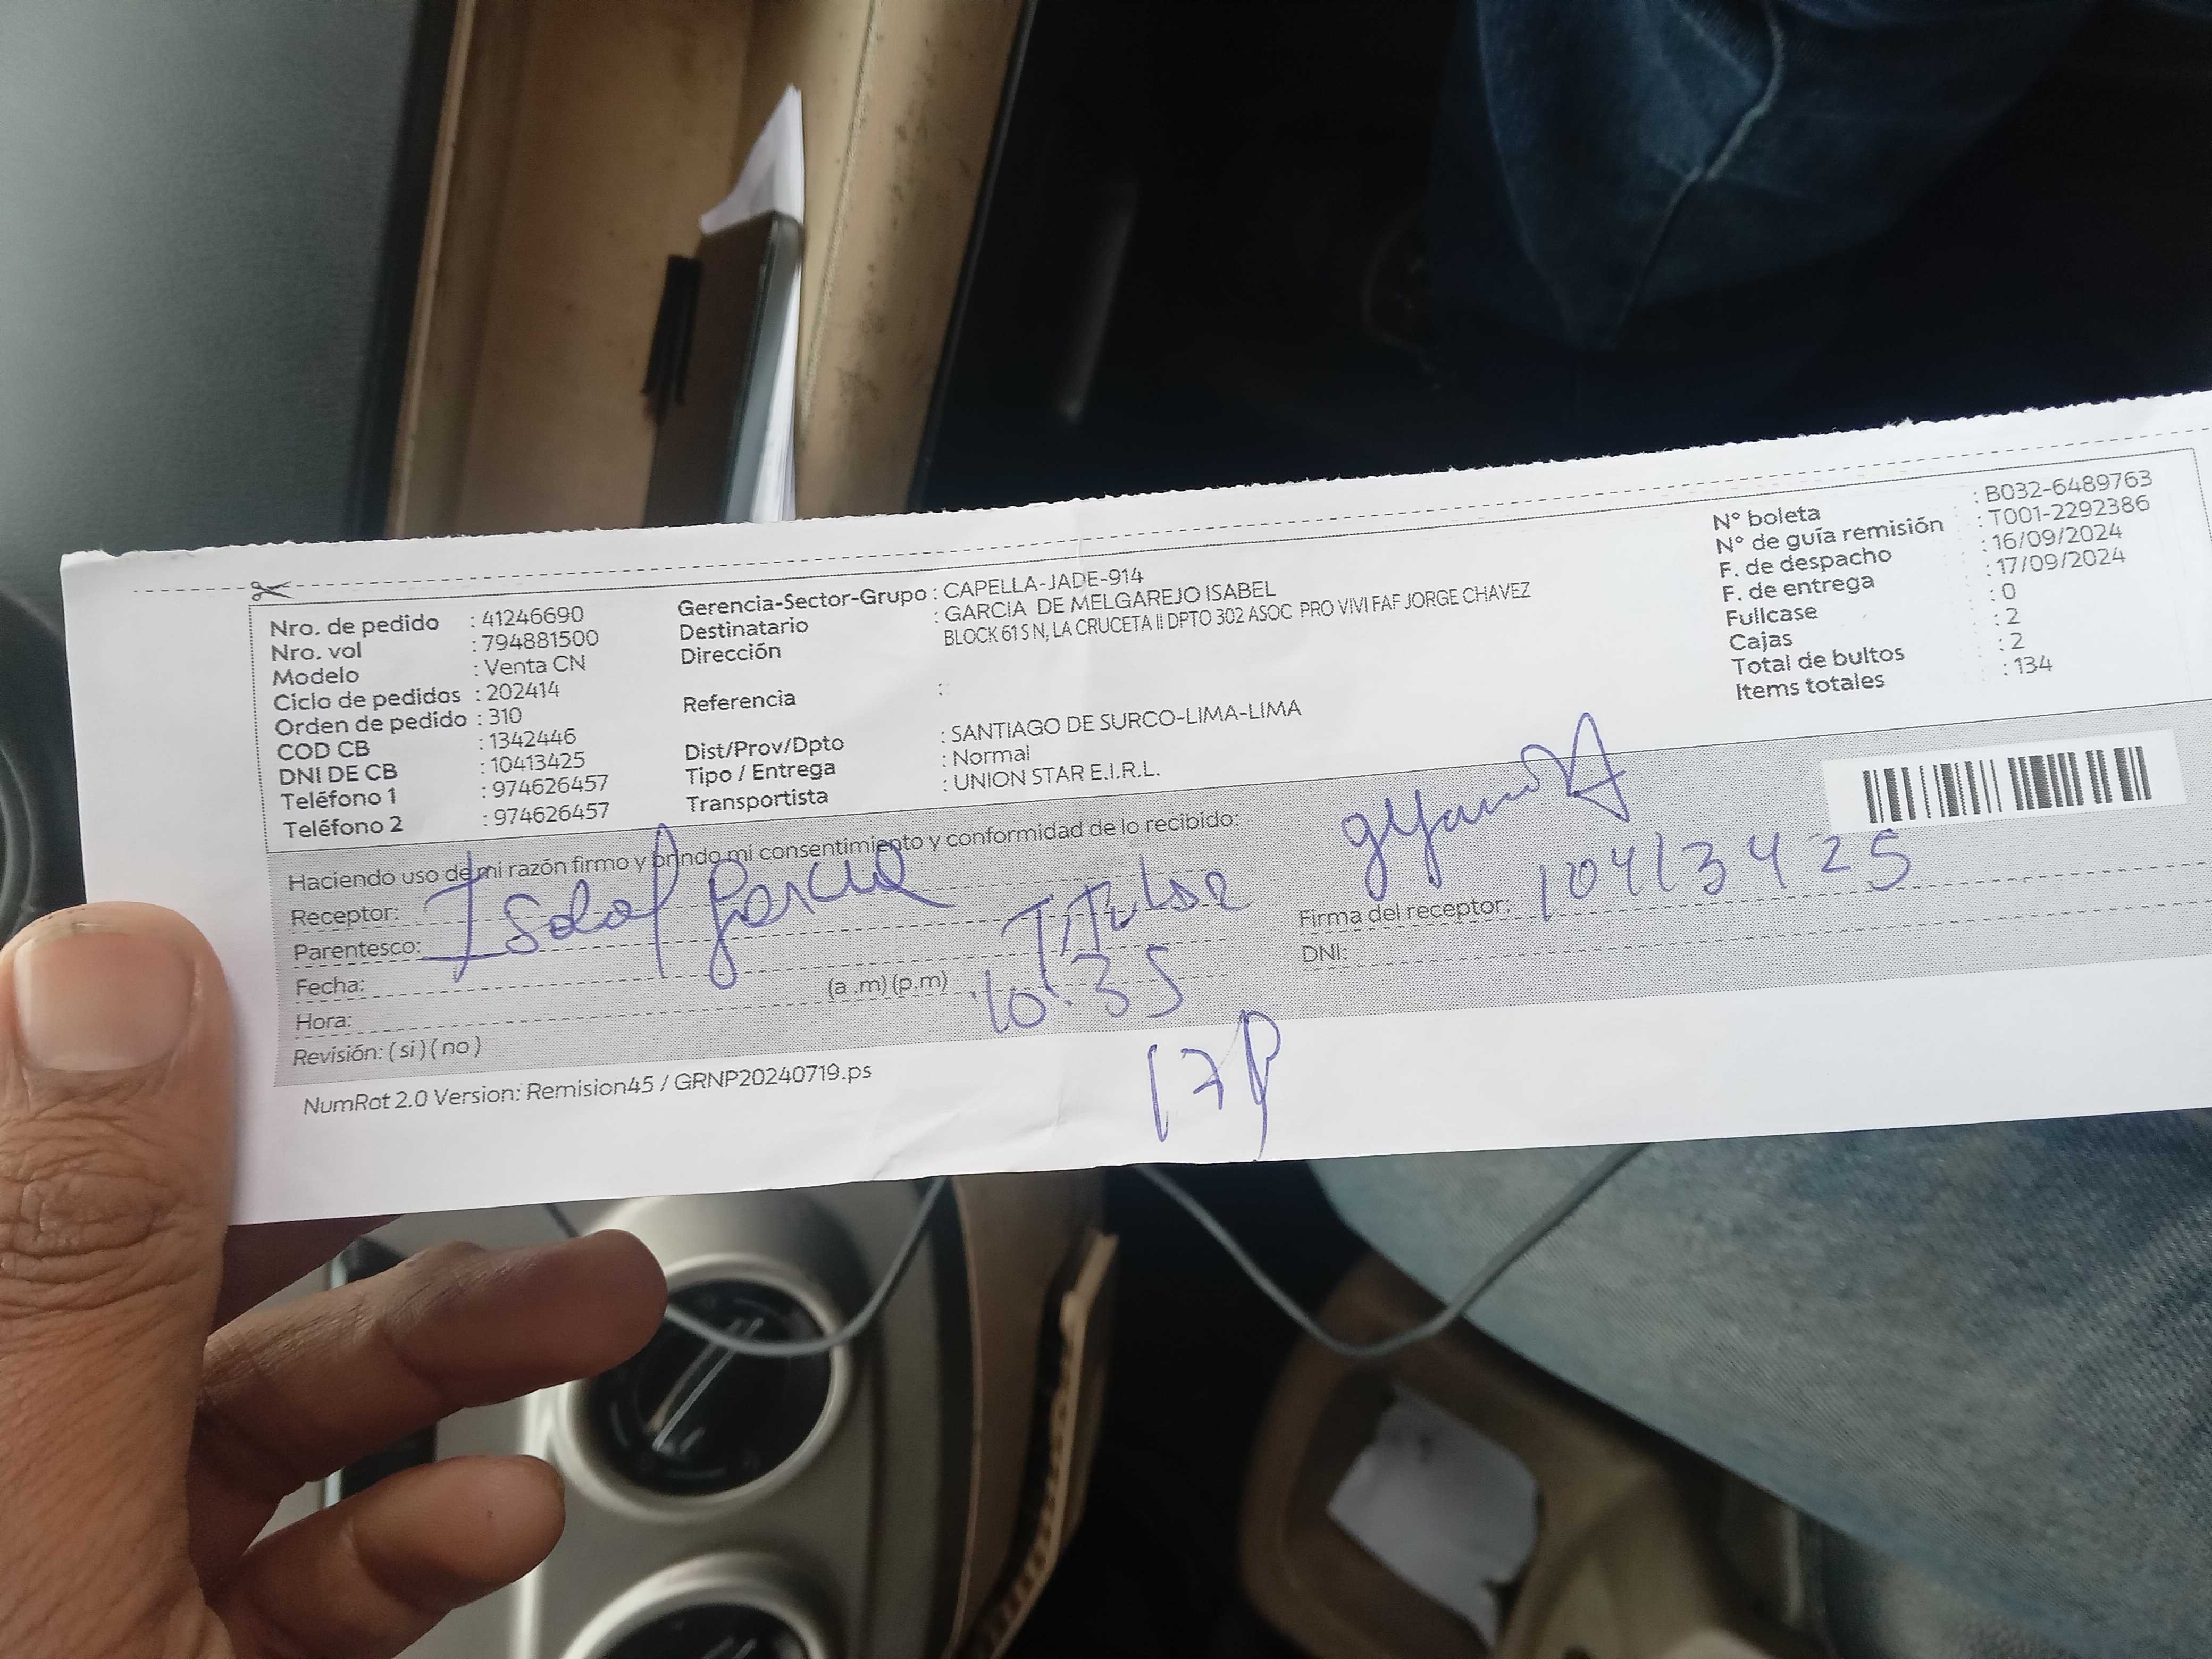 Nro. de pedido : 41246690
Nro. vol : 794881500
Modelo : Venta CN
Ciclo de pedidos : 202414
Orden de pedido : 310
COD CB : 1342446
DNI DE CB : 10413425
Teléfono 1 : 974626457
Teléfono 2 : 974626457
Gerencia-Sector-Grupo : CAPELLA-JADE-914
Destinatario : GARCIA DE MELGAREJO ISABEL
Dirección BLOCK 61 S N, LA CRUCETA II DPTO 302 ASOC PRO VIVI FAF JORGE CHAVEZ
Referencia :
Dist/Prov/Dpto : SANTIAGO DE SURCO-LIMA-LIMA
Tipo / Entrega : Normal
Transportista : UNION STAR E.I.R.L.
N° boleta : B032-6489763
N° de guía remisión : T001-2292386
F. de despacho : 16/09/2024
F. de entrega : 17/09/2024
Fullcase : 0
Cajas : 2
Total de bultos : 2
Items totales : 134
Haciendo uso de mi razón firmo y brindo mi consentimiento y conformidad de lo recibido:
Receptor:
Parentesco:
Fecha:
Hora: (a .m) (p.m)
Revisión: ( si ) ( no )
Garcia
10:35
17P
Firma del receptor: 10413425
DNI:
NumRot 2.0 Version: Remision45 / GRNP20240719.ps